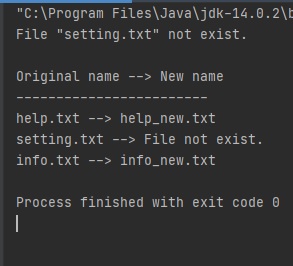 "C:\Program Files\Java\jdk-14.0.2\b
File "setting.txt" not exist.
Original name --> New name
------------------------
help.txt --> help_new.txt
setting.txt --> File not exist.
info.txt --> info_new.txt
Process finished with exit code 0